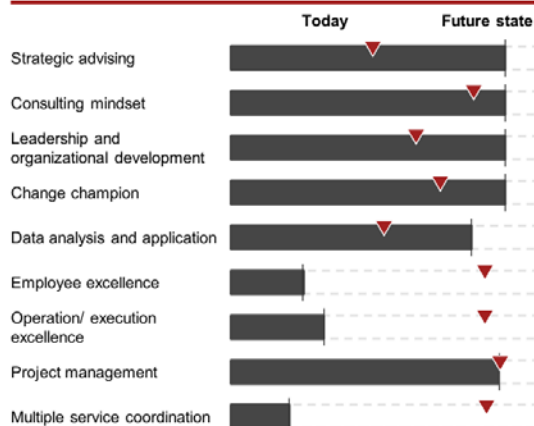 Today Future state
Strategic advising
Consulting mindset
Leadership and
organizational development
Change champion
Data analysis and application
Employee excellence
Operation/ execution
excellence
Project management
Multiple service coordination